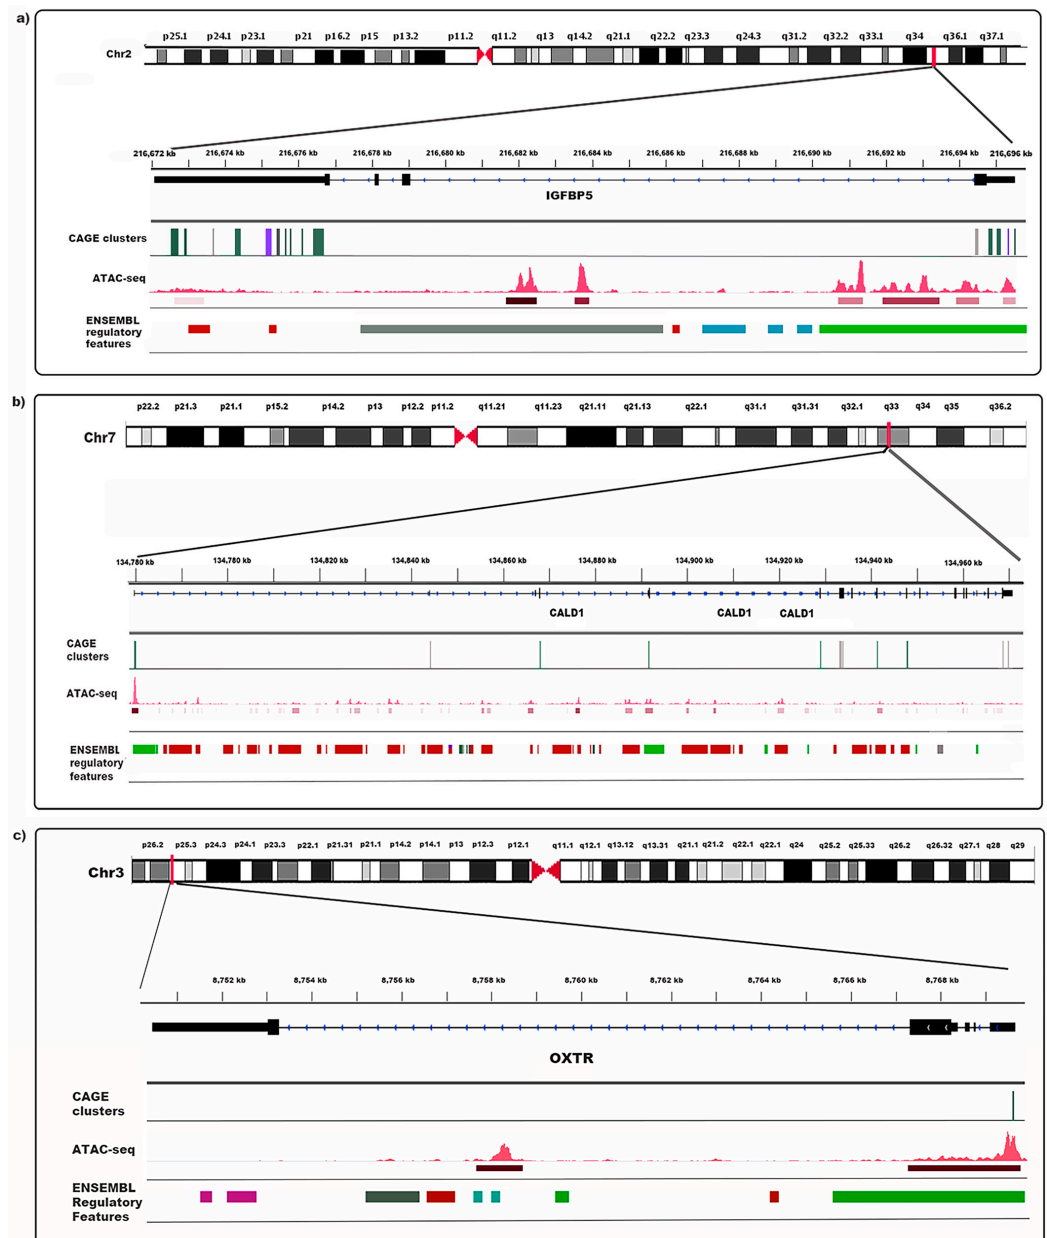 a)
p25.1 p24.1 p23.1 p21 p16.2 p15 p13.2 p11.2 q11.2 q13 q14.2 q21.1 q22.2 q23.3 q24.3 q31.2 q32.2 q33.1 q34 q36.1 q37.1
Chr2
216,672 kb 216,674 kb 216,676 kb 216,678 kb 216,680 kb 216,682 kb 216,684 kb 216,686 kb 216,688 kb 216,690 kb 216,692 kb 216,694 kb 216,696 kb
IGFBP5
CAGE clusters
ATAC-seq
ENSEMBL
regulatory
features
b)
p22.2 p21.3 p21.1 p15.2 p14.2 p13 p12.2 p11.2 q11.21 q11.23 q21.11 q21.13 q22.1 q31.1 q31.31 q32.1 q33 q34 q35 q36.2
Chr7
134,780 kb 134,780 kb 134,820 kb 134,840 kb 134,860 kb 134,880 kb 134,900 kb 134,920 kb 134,940 kb 134,960 kb
CALD1 CALD1 CALD1
CAGE
clusters
ATAC-seq
ENSEMBL
regulatory
features
c)
p26.2 p25.3 p24.3 p24.1 p23.3 p22.1 p21.31 p21.1 p14.2 p14.1 p13 p12.3 p12.1 q11.1 q12.1 q13.12 q13.31 q21.1 q21.2 q22.1 q22.1 q24 q25.2 q25.33 q26.2 q26.32 q27.1 q28 q29
Chr3
8,752 kb 8,754 kb 8,756 kb 8,758 kb 8,760 kb 8,762 kb 8,764 kb 8,766 kb 8,768 kb
OXTR
CAGE
clusters
ATAC-seq
ENSEMBL
Regulatory
Features